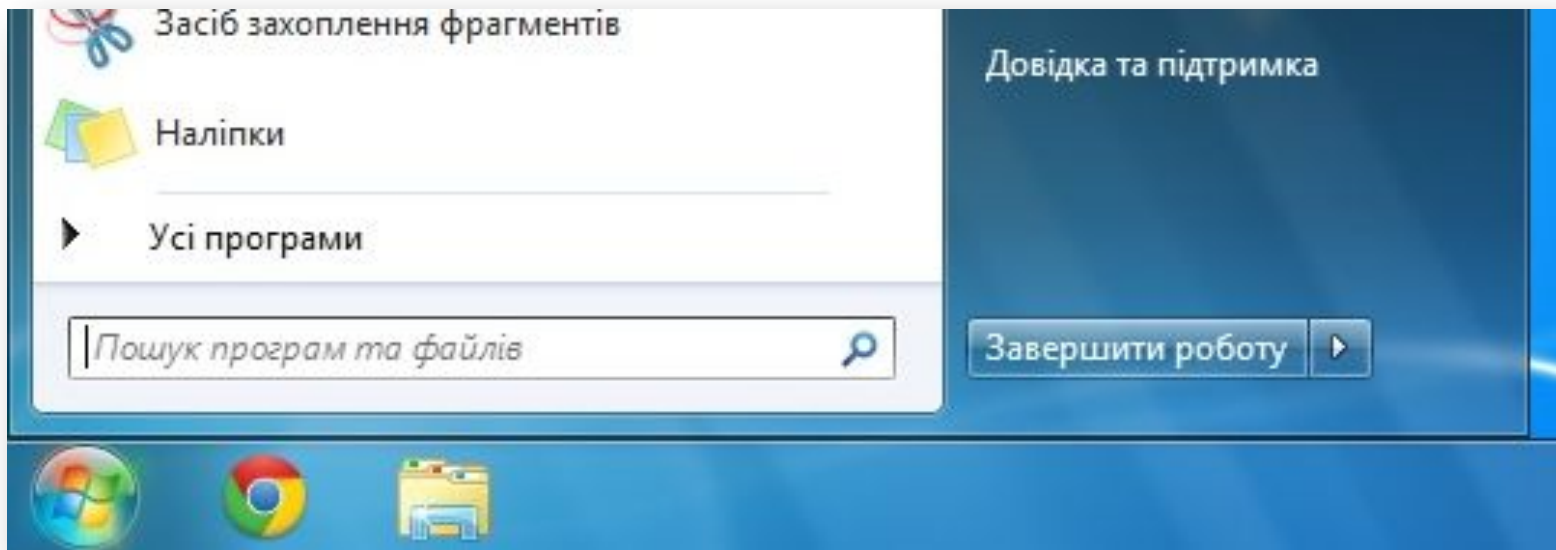 Засіб захоплення фрагментів
Наліпки
Усі програми
Пошук програм та файлів
Довідка та підтримка
Завершити роботу